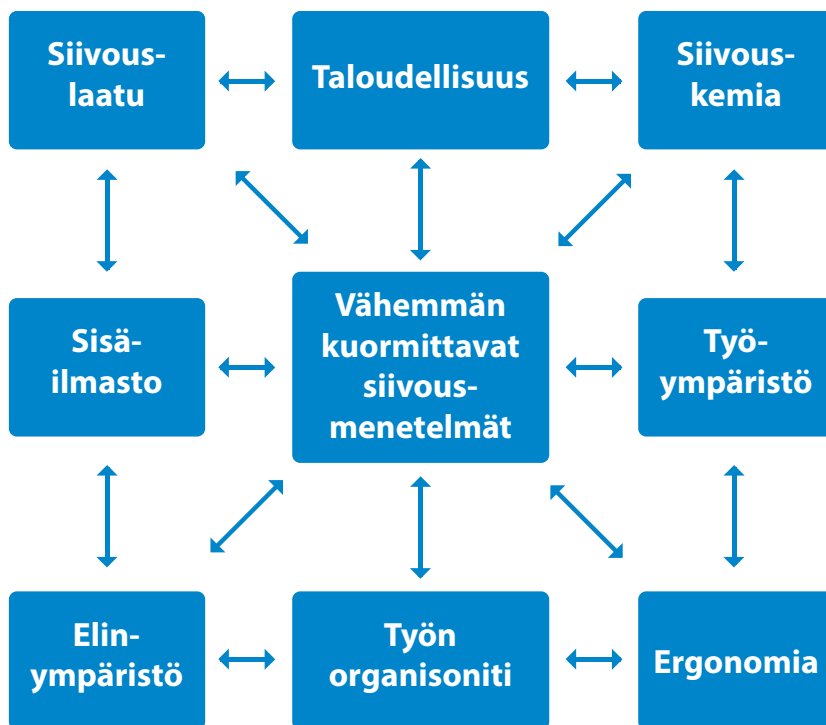 Siivous-
laatu
Taloudellisuus
Siivous-
kemia
Sisä-
ilmasto
Vähemmän
kuormittavat
siivous-
menetelmät
Työ-
ympäristö
Elin-
ympäristö
Työn
organisoniti
Ergonomia